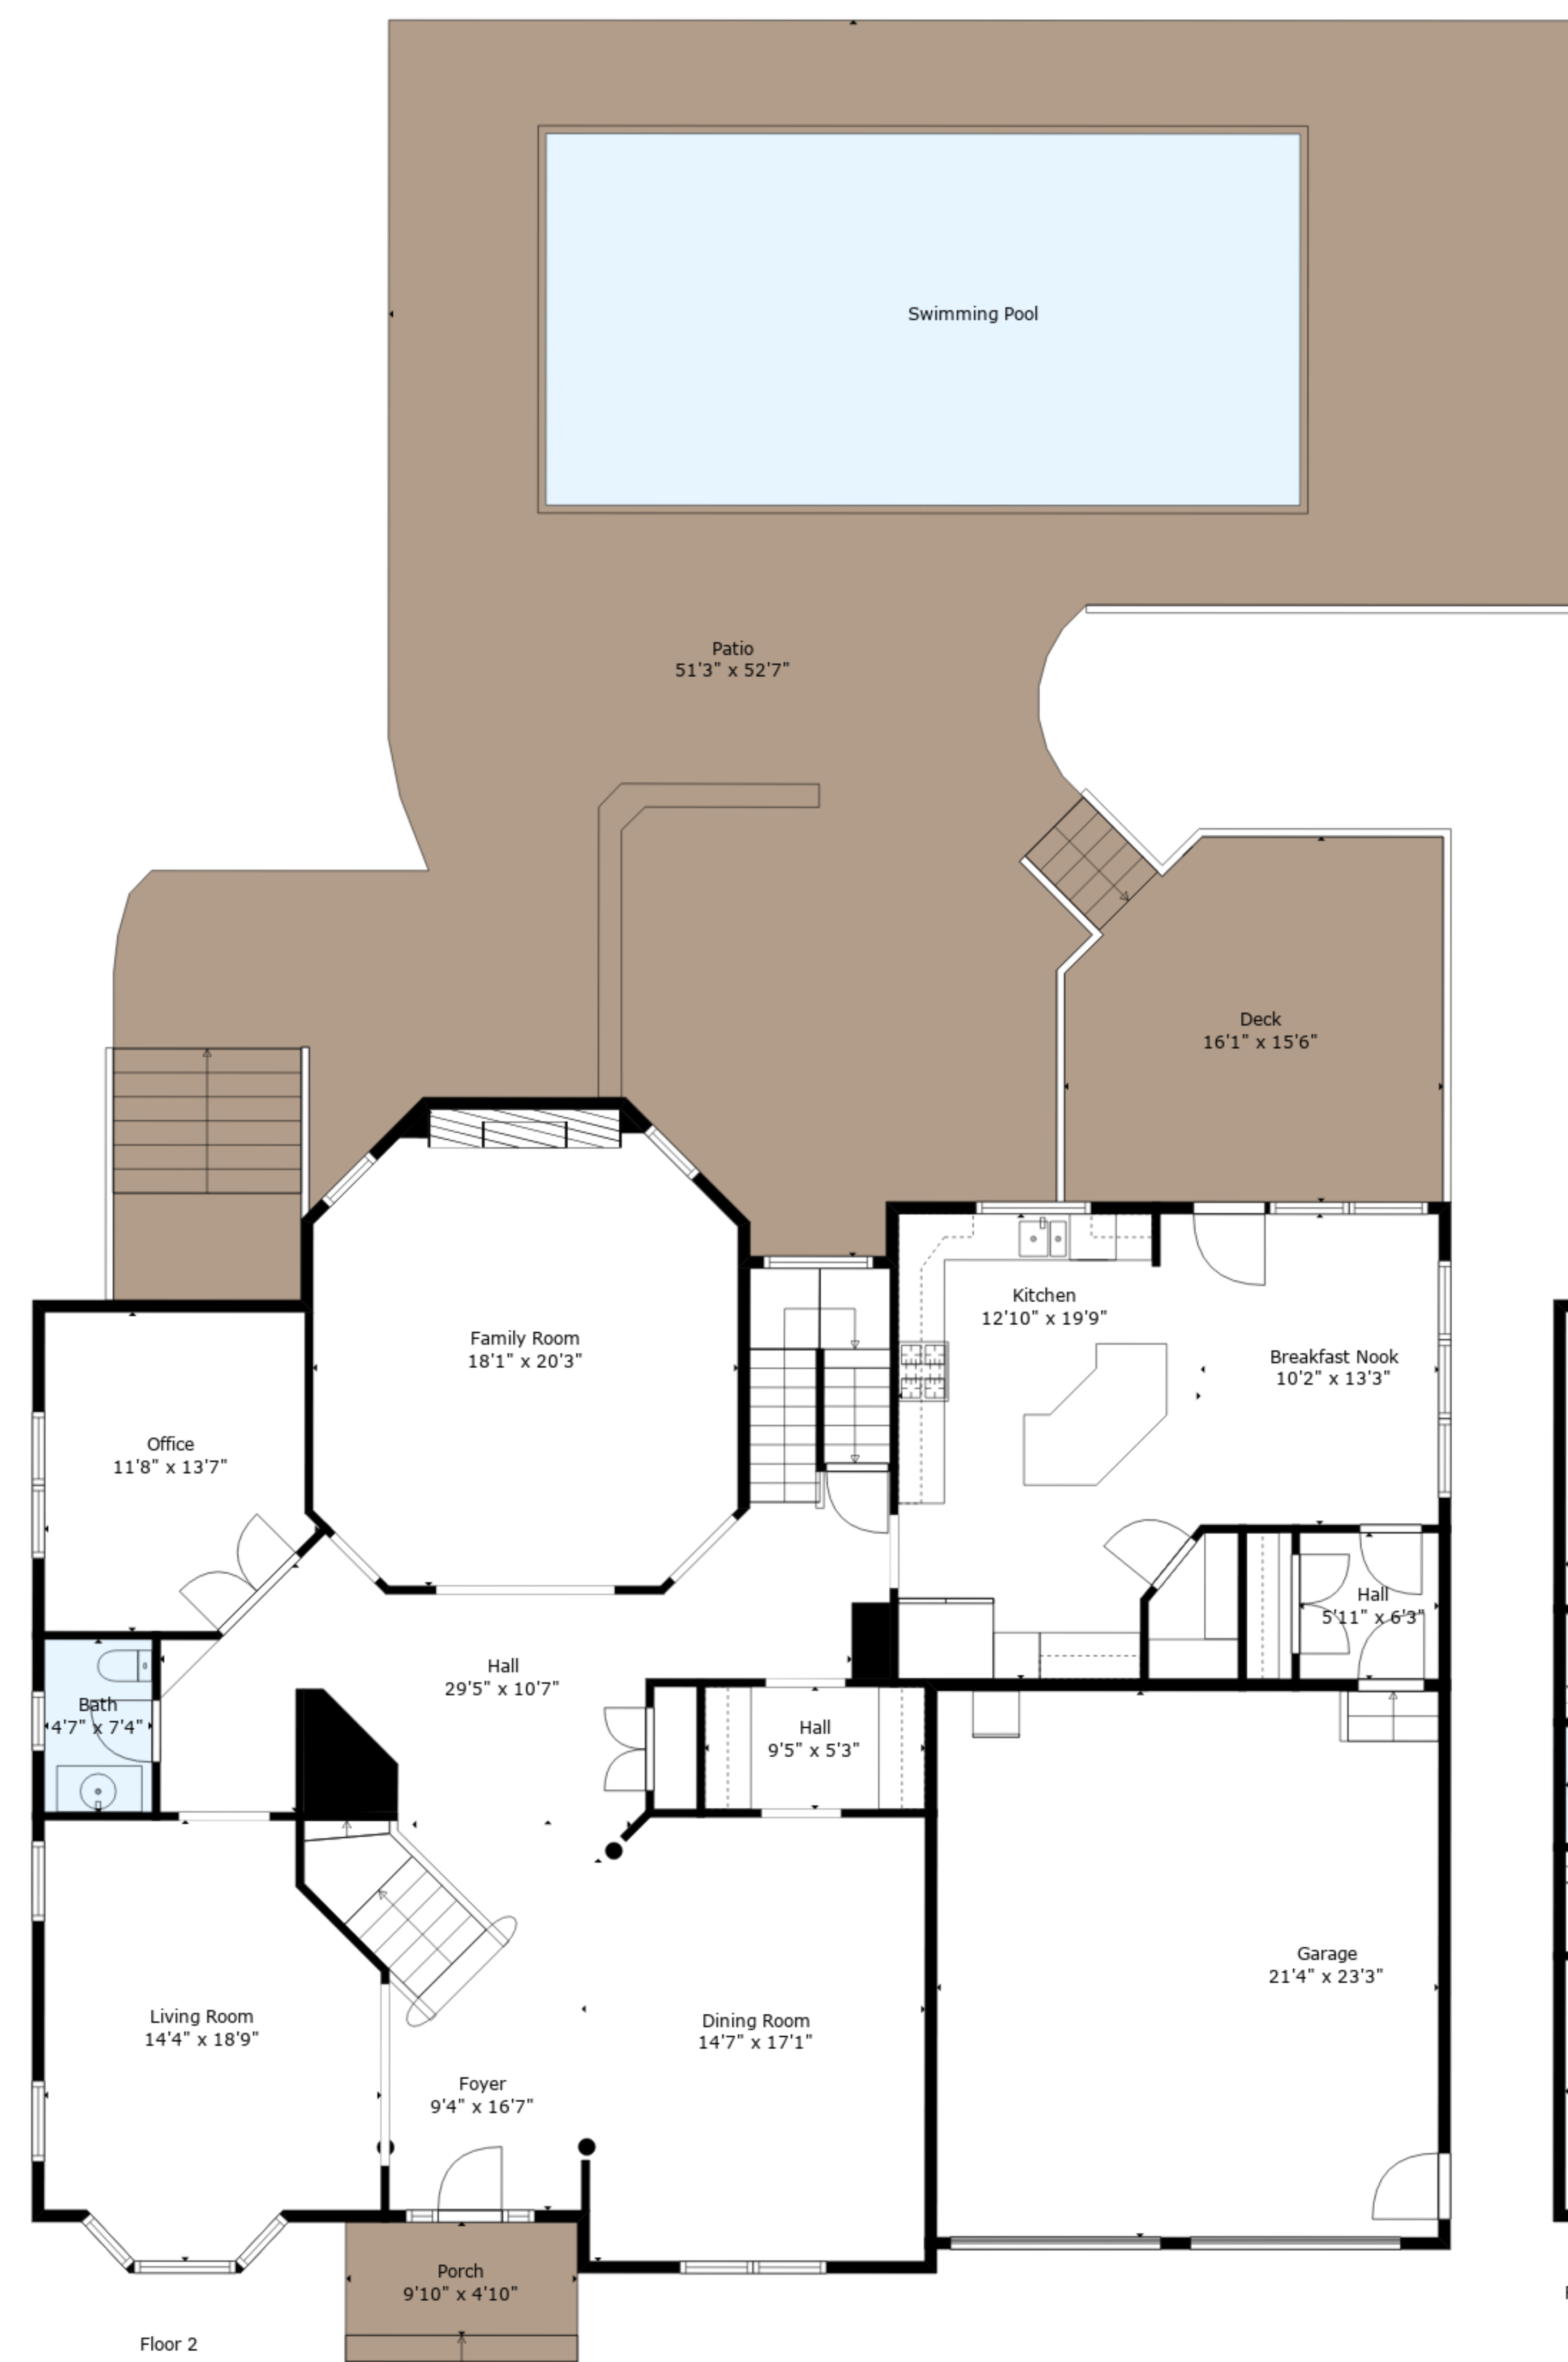 Swimming Pool
Patio
51'3" x 52'7"
Deck
16'1" x 15'6"
Kitchen
12'10" x 19'9"
Family Room
18'1" x 20'3"
Breakfast Nook
10'2" x 13'3"
Office
11'8" x 13'7"
Hall
5'11" x 6'3"
Hall
29'5" x 10'7"
Bath
4'7" x 7'4"
Hall
9'5" x 5'3"
Garage
21'4" x 23'3"
Living Room
14'4" x 18'9"
Dining Room
14'7" x 17'1"
Foyer
9'4" x 16'7"
Porch
9'10" x 4'10"
Floor 2